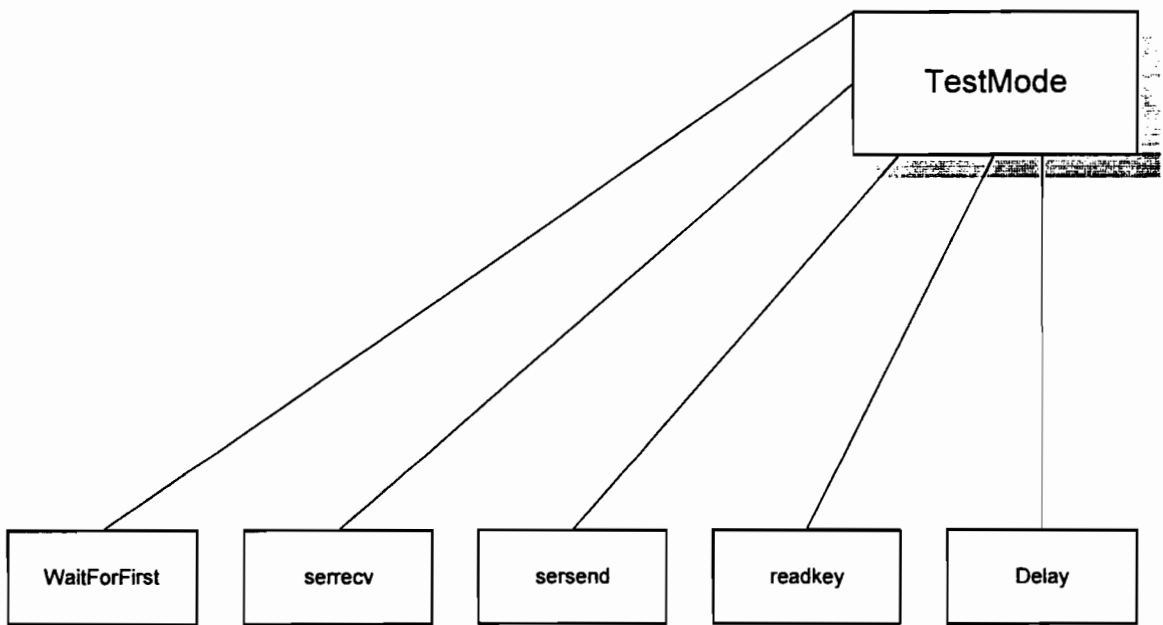 TestMode
WaitForFirst
serrecv
sersend
readkey
Delay